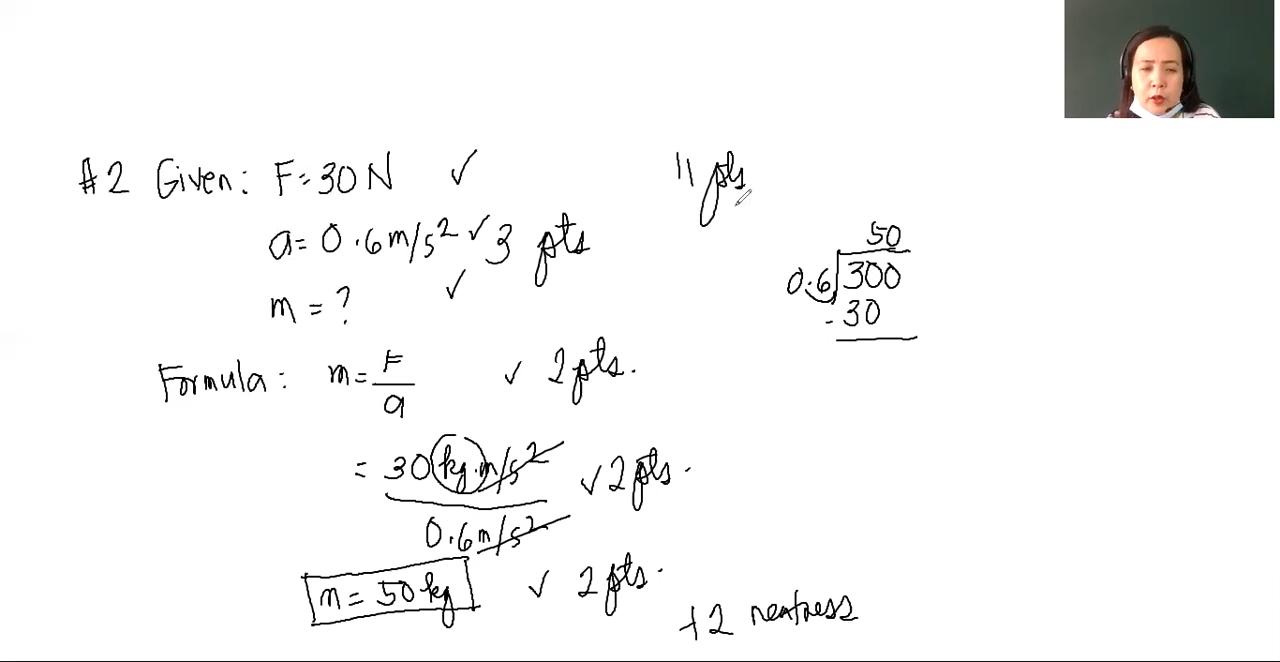 #2 Given: F = 30 N ✓ 11 pts
a = 0.6 m/s² ✓ 3 pts
m = ? ✓
Formula: m = F/a ✓ 2 pts.
= 30 kg·m/s² / 0.6 m/s² ✓ 2 pts.
m = 50 kg ✓ 2 pts.
+2 neatness
50
0.6 300
- 30